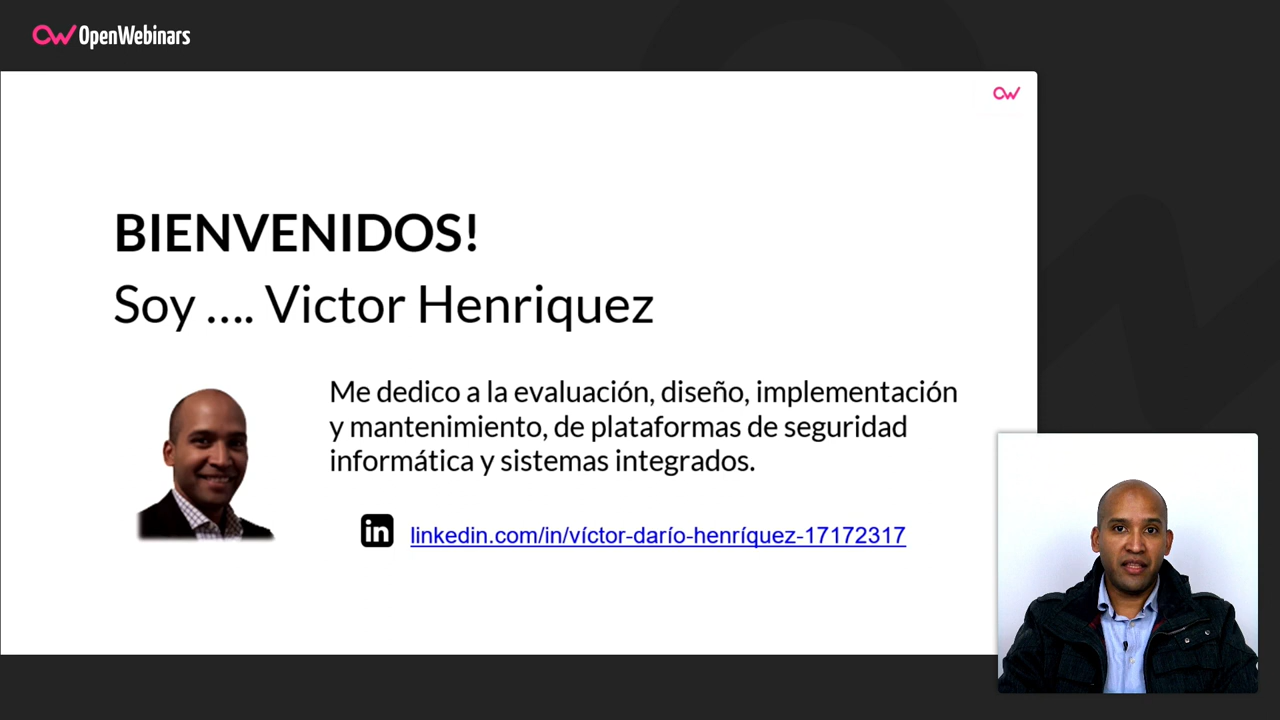 OpenWebinars
BIENVENIDOS!
Soy .... Victor Henriquez
Me dedico a la evaluación, diseño, implementación
y mantenimiento, de plataformas de seguridad
informática y sistemas integrados.
in
linkedin.com/in/víctor-darío-henríquez-17172317